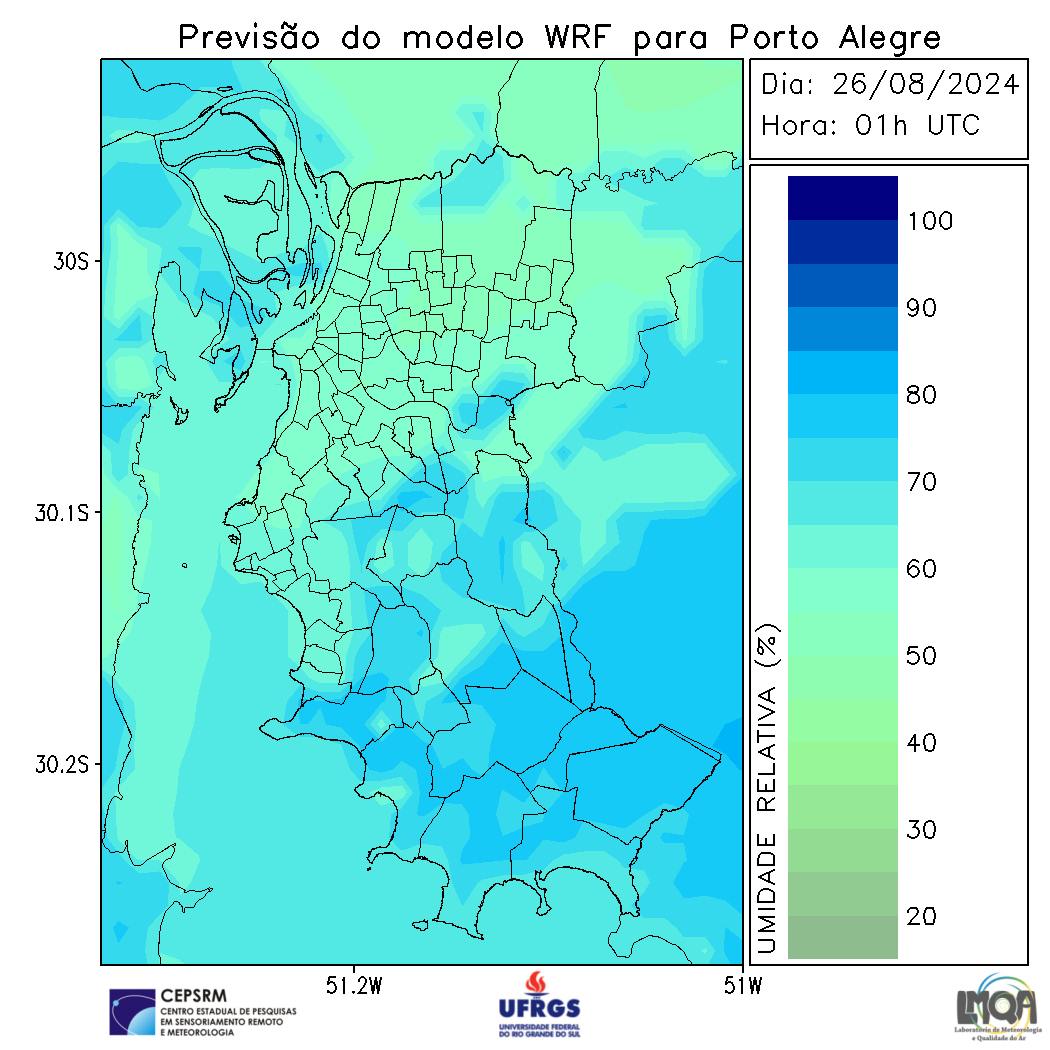 Previsão do modelo WRF para Porto Alegre
Dia: 26/08/2024
Hora: 01h UTC
100
90
80
70
60
50
40
30
20
UMIDADE RELATIVA (%)
30S
30.1S
30.2S
51.2W
51W
CEPSRM
CENTRO ESTADUAL DE PESQUISAS
EM SENSORIAMENTO REMOTO
E METEOROLOGIA
UFRGS
UNIVERSIDADE FEDERAL
DO RIO GRANDE DO SUL
LMQA
Laboratório de Meteorologia
e Qualidade do Ar